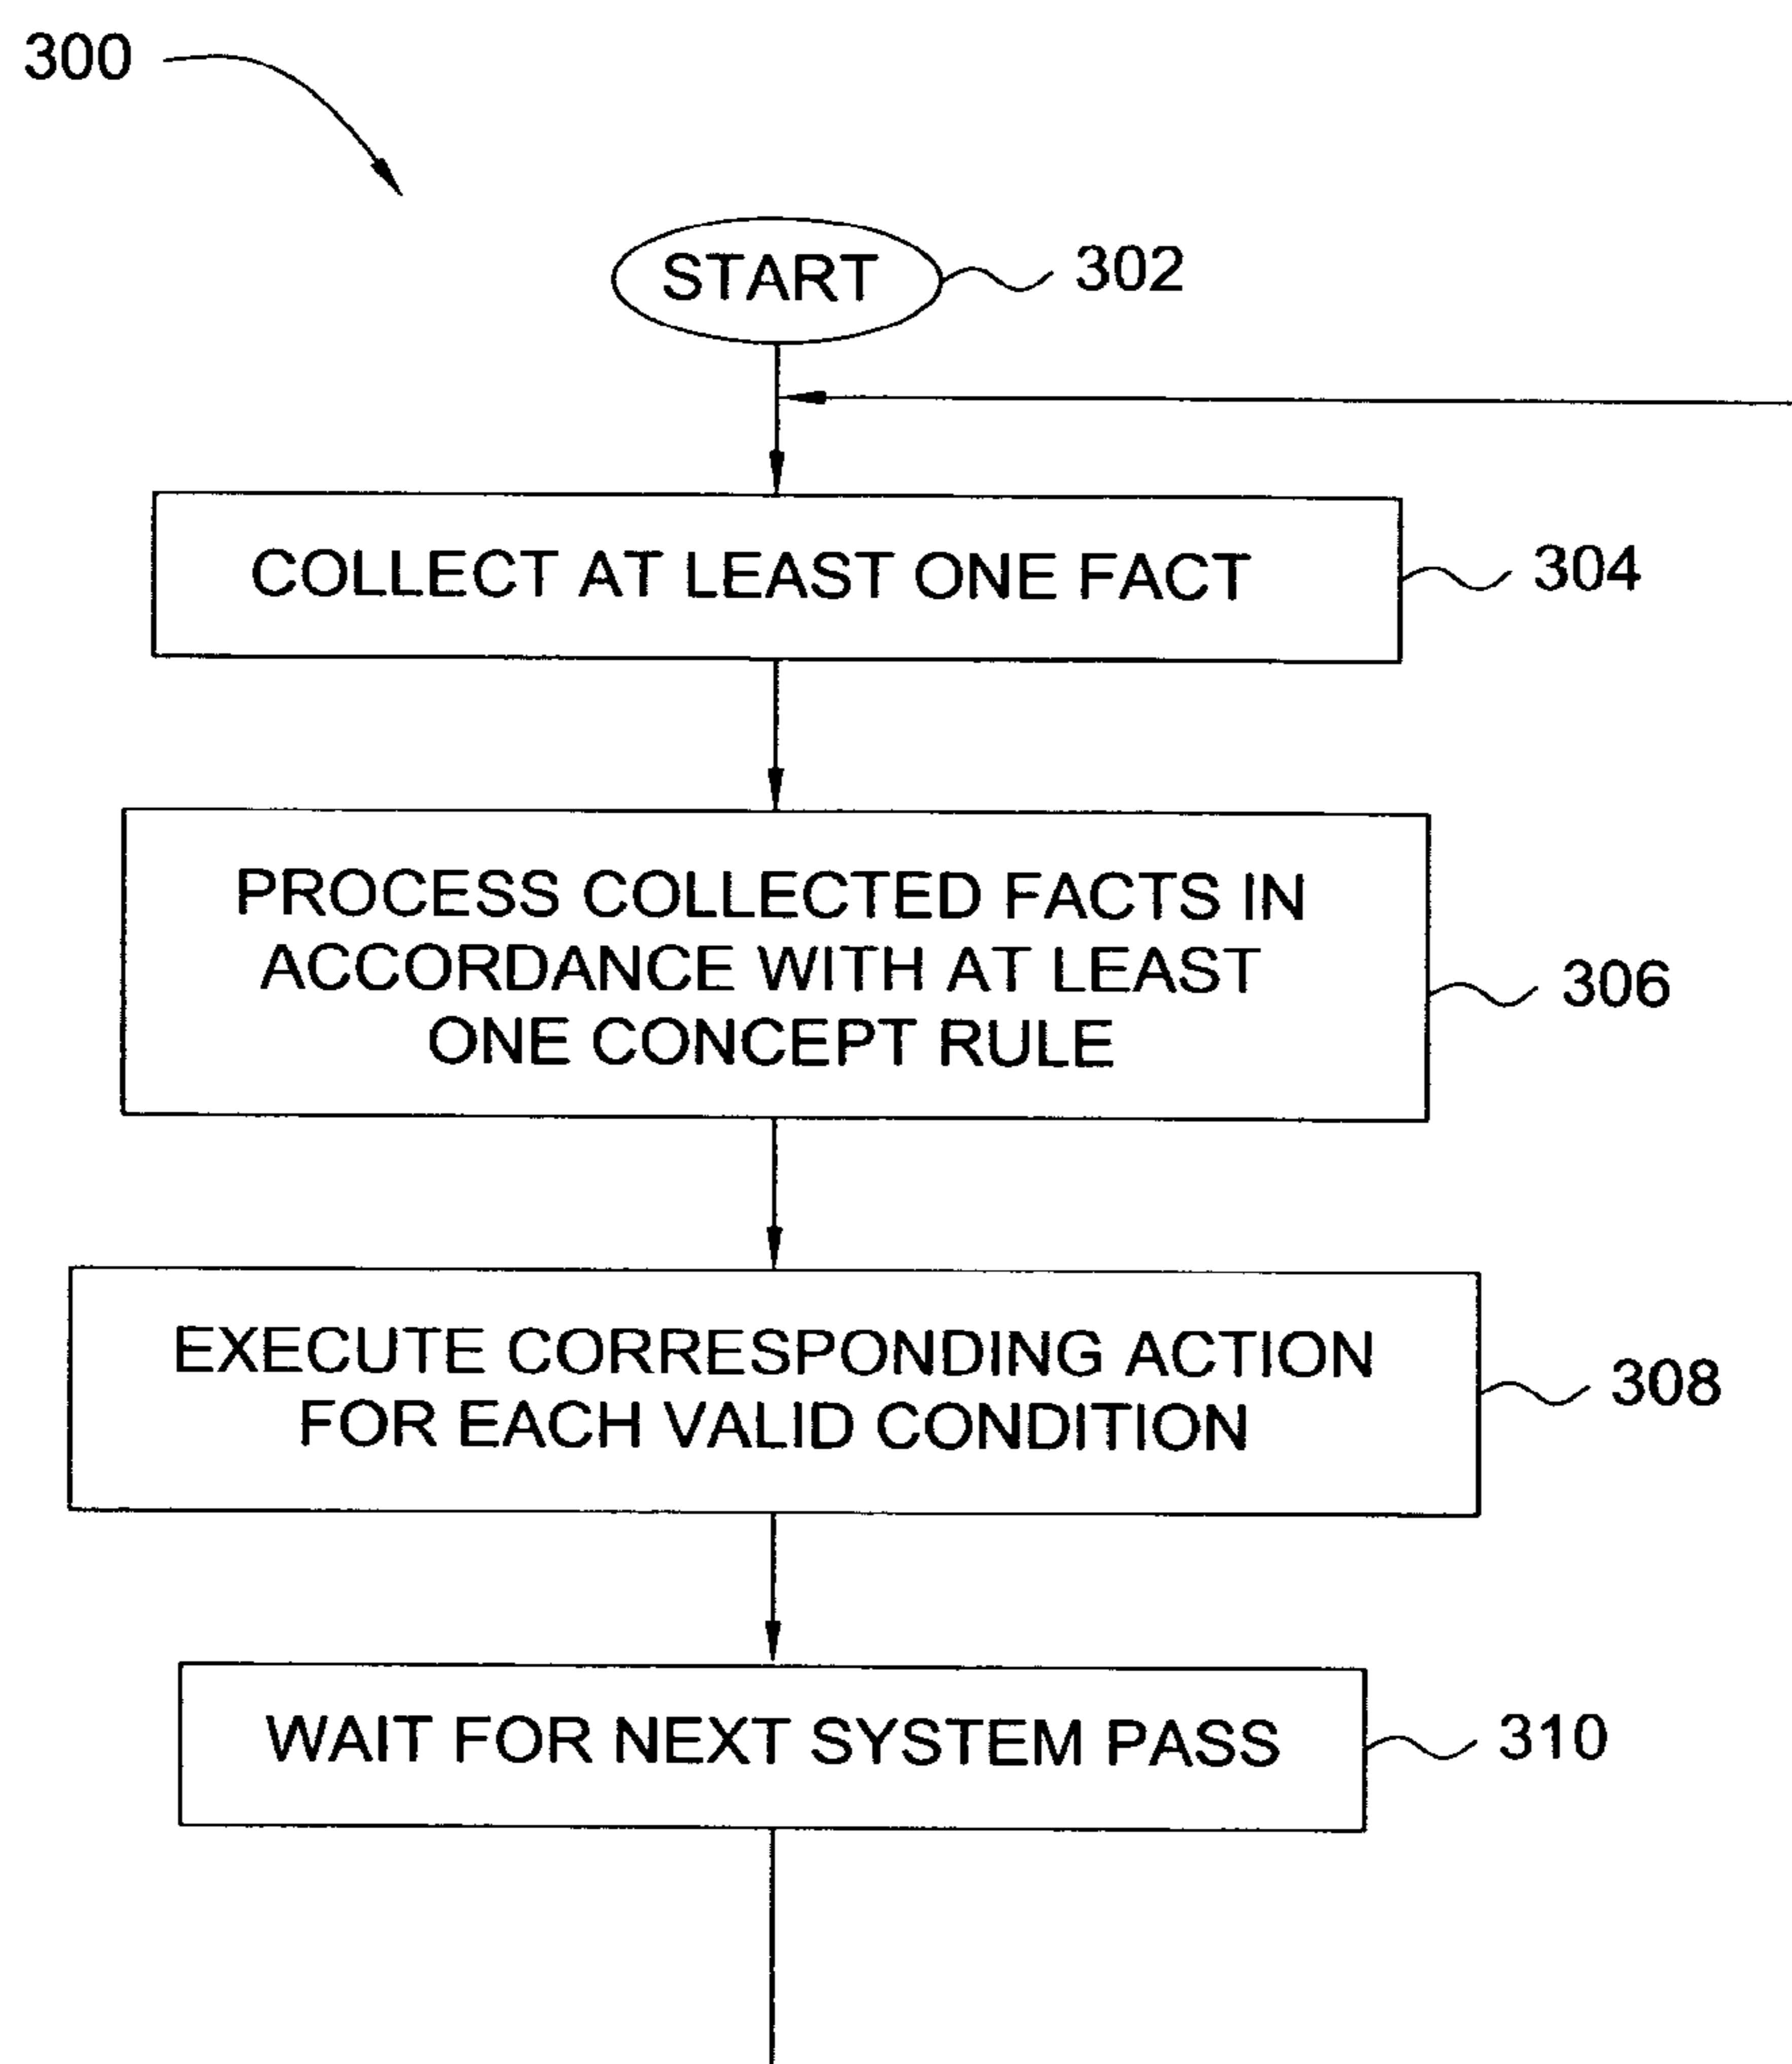 300
START
302
COLLECT AT LEAST ONE FACT
304
PROCESS COLLECTED FACTS IN
ACCORDANCE WITH AT LEAST
ONE CONCEPT RULE
306
EXECUTE CORRESPONDING ACTION
FOR EACH VALID CONDITION
308
WAIT FOR NEXT SYSTEM PASS
310